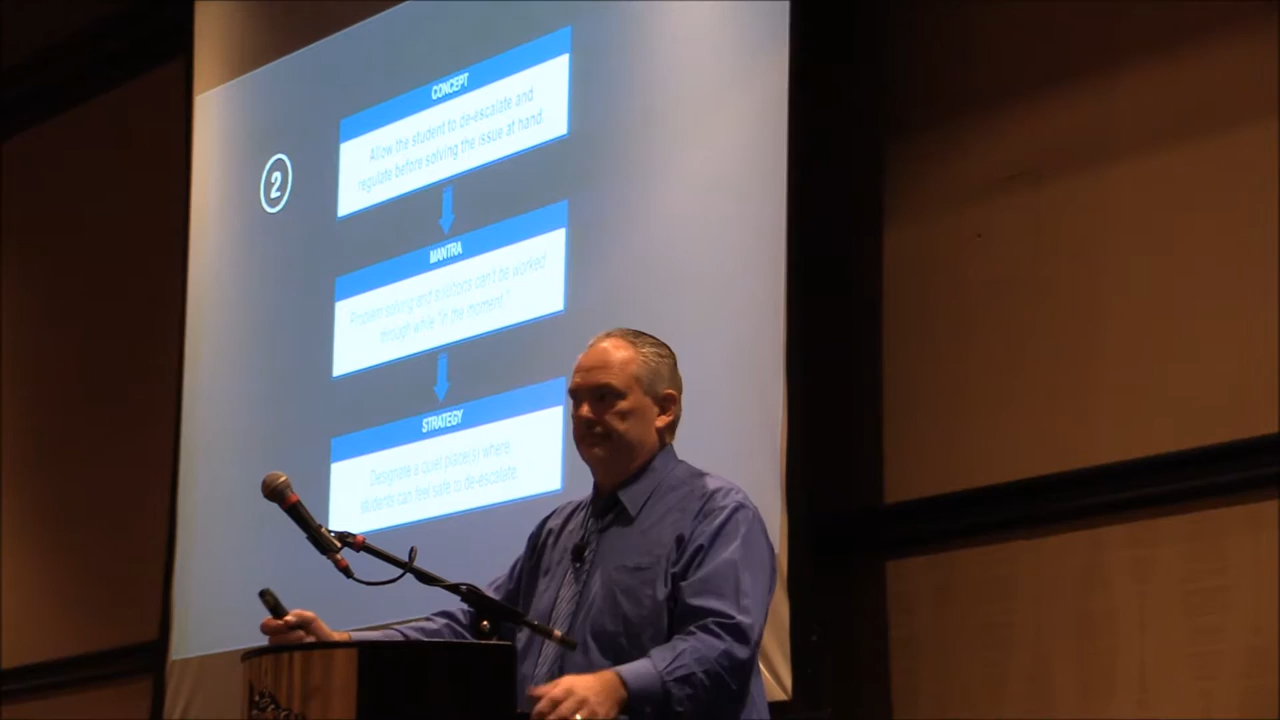 2
CONCEPT
Allow the student to de-escalate and
regulate before solving the issue at hand.
MANTRA
Problem solving and solutions can't be worked
through while "in the moment."
STRATEGY
Designate a quiet place(s) where
students can feel safe to de-escalate.